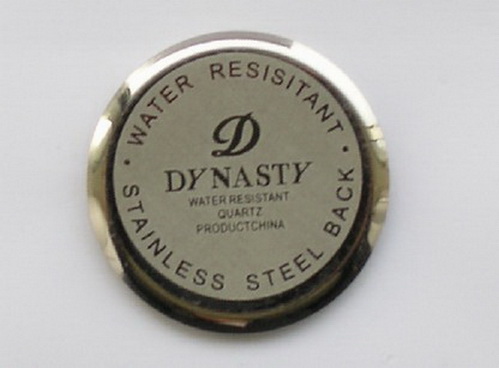 WATER RESISITANT
D
DYNASTY
WATER RESISTANT
QUARTZ
PRODUCTCHINA
STAINLESS STEEL BACK